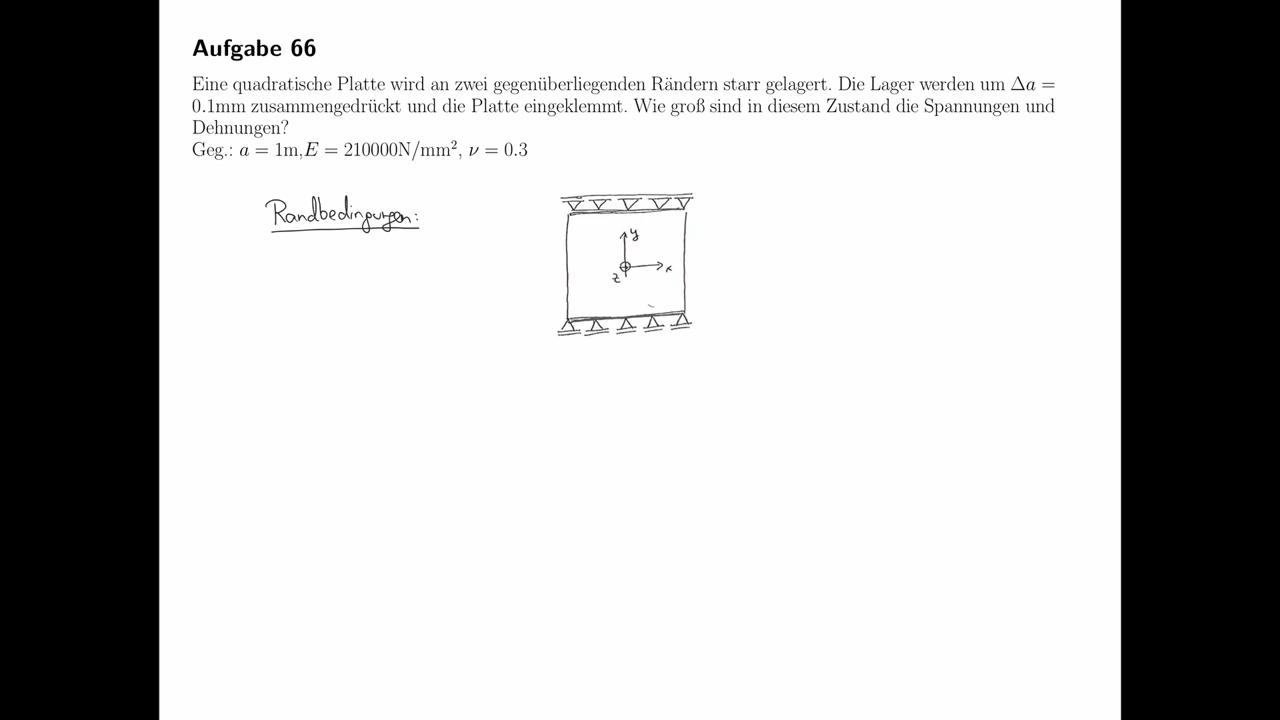 Aufgabe 66
Eine quadratische Platte wird an zwei gegenüberliegenden Rändern starr gelagert. Die Lager werden um Δa =
0.1mm zusammengedrückt und die Platte eingeklemmt. Wie groß sind in diesem Zustand die Spannungen und
Dehnungen?
Geg.: a = 1m,E = 210000N/mm², ν = 0.3
Randbedingungen:
y
x
z